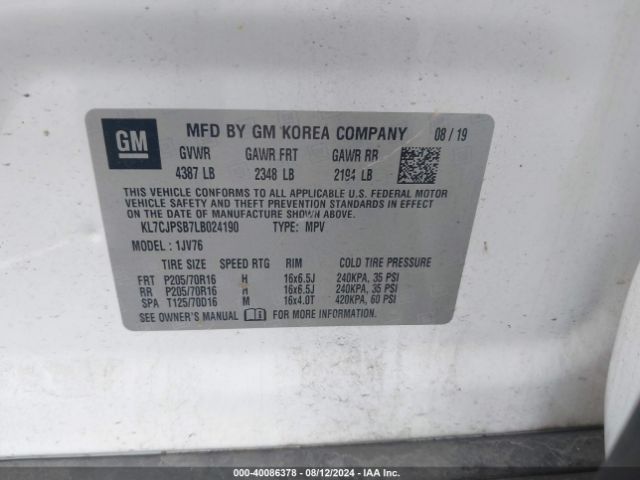 GM MFD BY GM KOREA COMPANY 08 / 19
GVWR GAWR FRT GAWR RR
4387 LB 2348 LB 2194 LB
THIS VEHICLE CONFORMS TO ALL APPLICABLE U.S. FEDERAL MOTOR
VEHICLE SAFETY AND THEFT PREVENTION STANDARDS IN EFFECT ON
THE DATE OF MANUFACTURE SHOWN ABOVE.
KL7CJPSB7LB024190 TYPE: MPV
MODEL: 1JV76
TIRE SIZE SPEED RTG RIM COLD TIRE PRESSURE
FRT P205/70R16 H 16x6.5J 240KPA, 35 PSI
RR P205/70R16 H 16x6.5J 240KPA, 35 PSI
SPA T125/70D16 M 16x4.0T 420KPA, 60 PSI
SEE OWNER'S MANUAL FOR MORE INFORMATION.
000-40086378 - 08/12/2024 - IAA Inc.